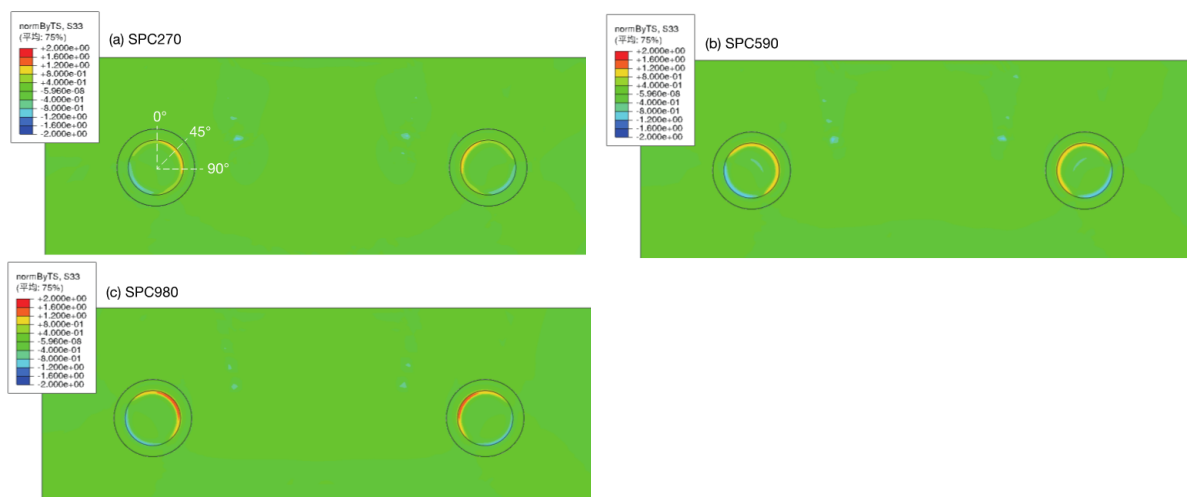 normByTS, S33
(平均: 75%)
+2.000e+00
+1.600e+00
+1.200e+00
+8.000e-01
+4.000e-01
-5.960e-08
-4.000e-01
-8.000e-01
-1.200e+00
-1.600e+00
-2.000e+00
(a) SPC270
0°
45°
90°
normByTS, S33
(平均: 75%)
+2.000e+00
+1.600e+00
+1.200e+00
+8.000e-01
+4.000e-01
-5.960e-08
-4.000e-01
-8.000e-01
-1.200e+00
-1.600e+00
-2.000e+00
(b) SPC590
normByTS, S33
(平均: 75%)
+2.000e+00
+1.600e+00
+1.200e+00
+8.000e-01
+4.000e-01
-5.960e-08
-4.000e-01
-8.000e-01
-1.200e+00
-1.600e+00
-2.000e+00
(c) SPC980